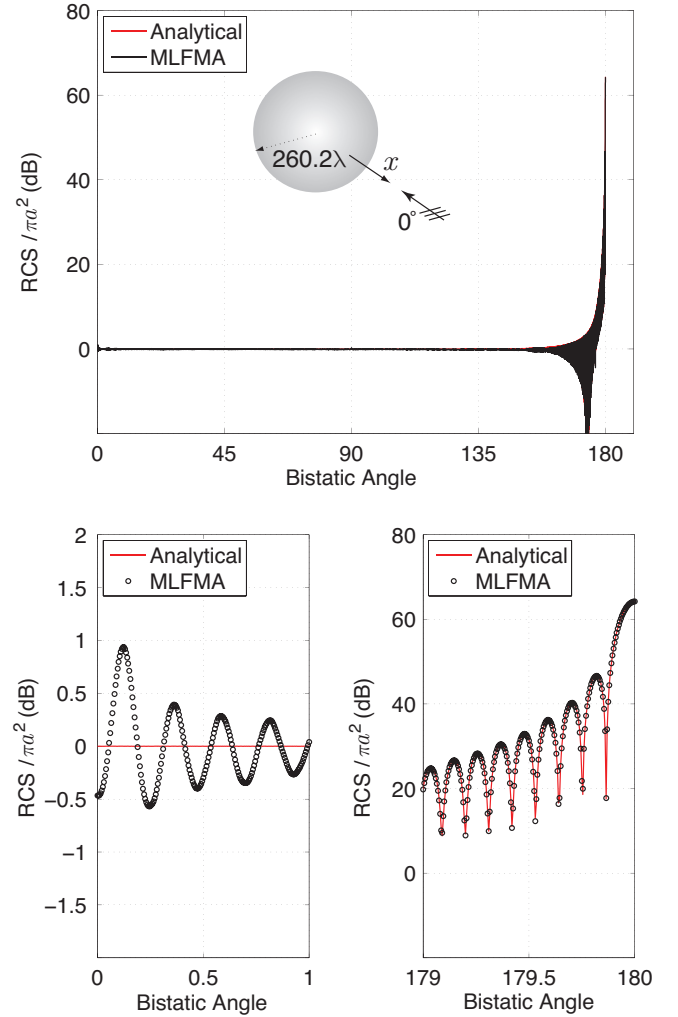 80
60
40
20
0
RCS / πa² (dB)
Analytical
MLFMA
260.2λ
x
0°
0 45 90 135 180
Bistatic Angle
2
1.5
1
0.5
0
−0.5
−1
−1.5
RCS / πa² (dB)
Analytical
MLFMA
0 0.5 1
Bistatic Angle
80
60
40
20
0
RCS / πa² (dB)
Analytical
MLFMA
179 179.5 180
Bistatic Angle